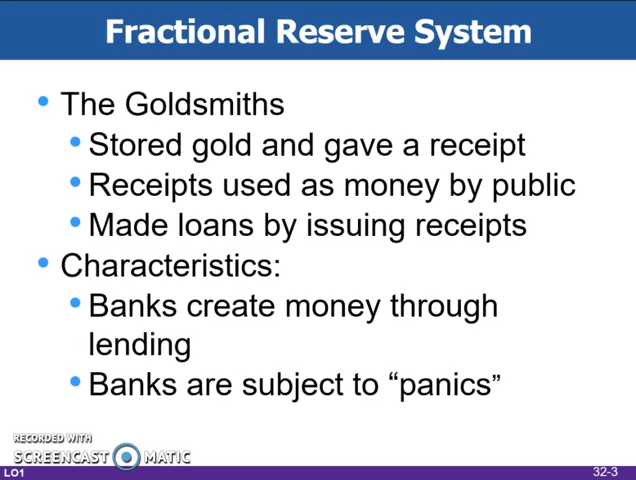 Fractional Reserve System
• The Goldsmiths
• Stored gold and gave a receipt
• Receipts used as money by public
• Made loans by issuing receipts
• Characteristics:
• Banks create money through
lending
• Banks are subject to “panics”
RECORDED WITH
SCREENCAST MATIC
LO1
32-3